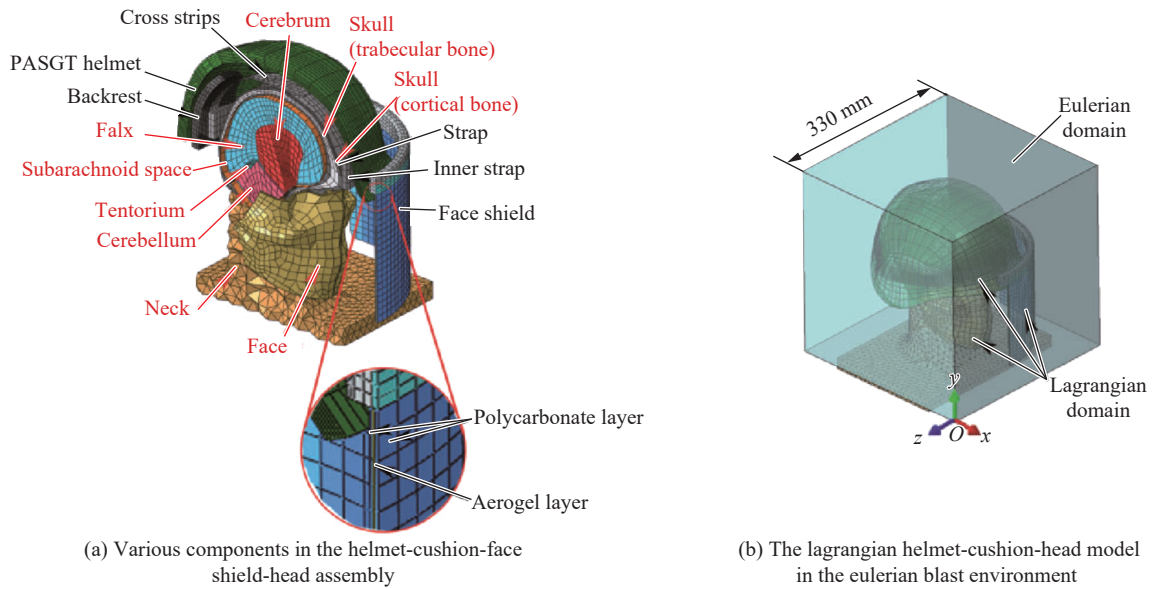 Cross strips
Cerebrum
Skull
(trabecular bone)
PASGT helmet
Skull
(cortical bone)
Backrest
Strap
Falx
Inner strap
Subarachnoid space
Face shield
Tentorium
Cerebellum
Neck
Face
Polycarbonate layer
Aerogel layer
(a) Various components in the helmet-cushion-face
shield-head assembly
330 mm
Eulerian
domain
Lagrangian
domain
y
z
O
x
(b) The lagrangian helmet-cushion-head model
in the eulerian blast environment